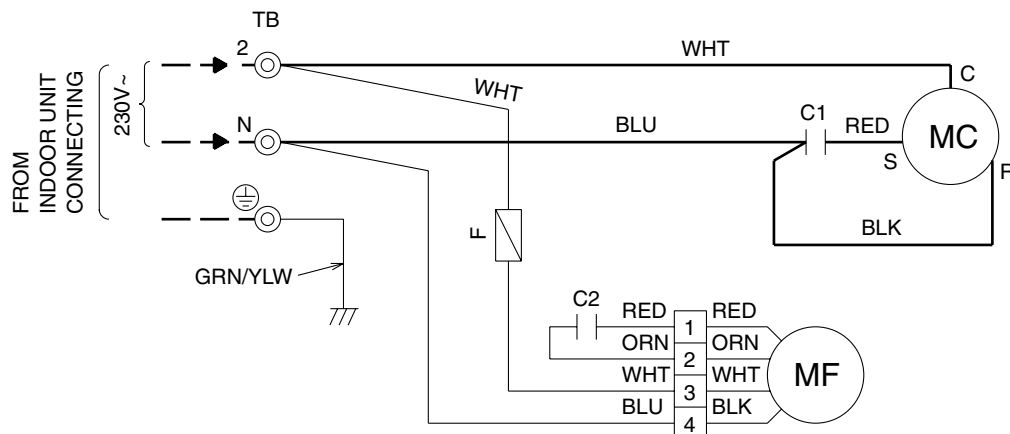 TB
2
WHT
C
FROM
INDOOR UNIT
CONNECTING
230V~
WHT
N
BLU
C1
RED
MC
S
R
BLK
F
GRN/YLW
C2
RED
1
RED
ORN
2
ORN
WHT
3
WHT
MF
BLU
4
BLK